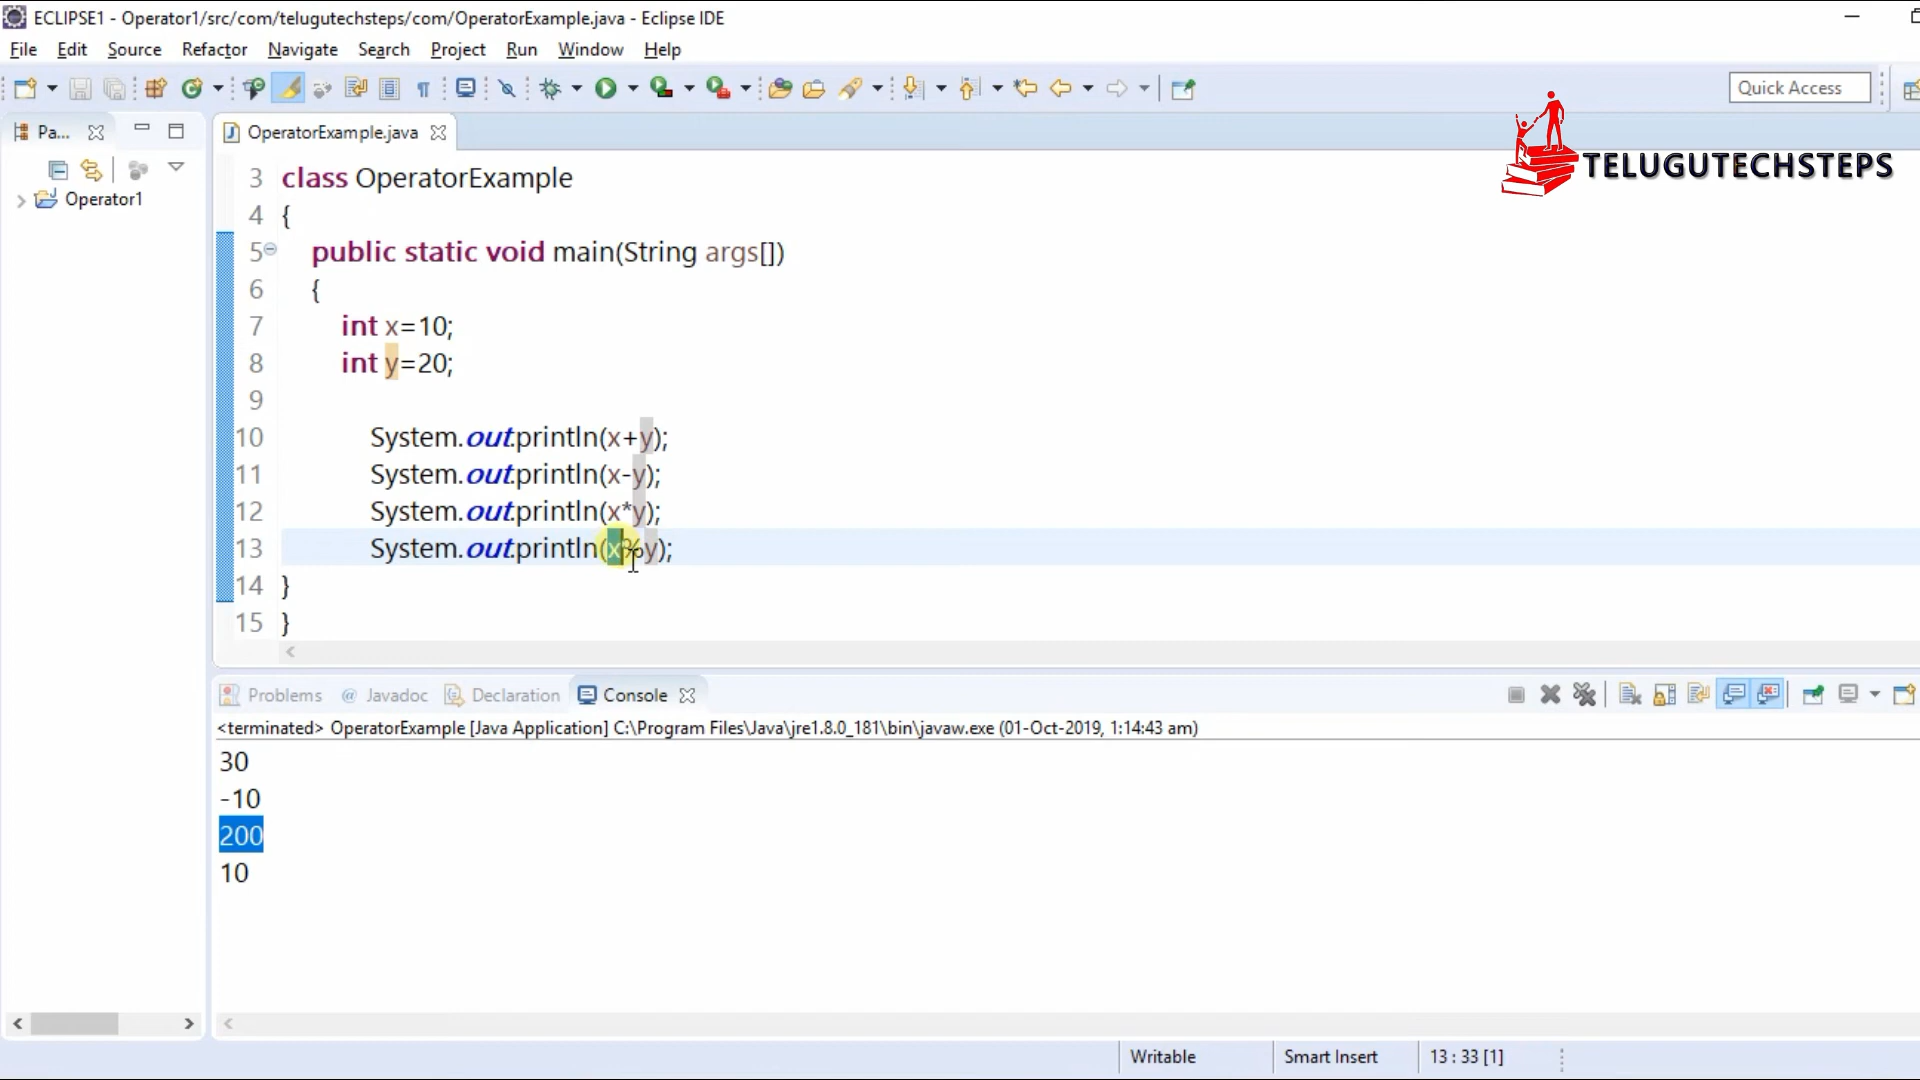 ECLIPSE1 - Operator1/src/com/telugutechsteps/com/OperatorExample.java - Eclipse IDE
File Edit Source Refactor Navigate Search Project Run Window Help
Quick Access
TELUGUTECHSTEPS
Pa...
OperatorExample.java
Operator1
3 class OperatorExample
4 {
5 public static void main(String args[])
6 {
7 int x=10;
8 int y=20;
9
10 System.out.println(x+y);
11 System.out.println(x-y);
12 System.out.println(x*y);
13 System.out.println(x%y);
14 }
15 }
Problems @ Javadoc Declaration Console
<terminated> OperatorExample [Java Application] C:\Program Files\Java\jre1.8.0_181\bin\javaw.exe (01-Oct-2019, 1:14:43 am)
30
-10
200
10
Writable Smart Insert 13 : 33 [1]